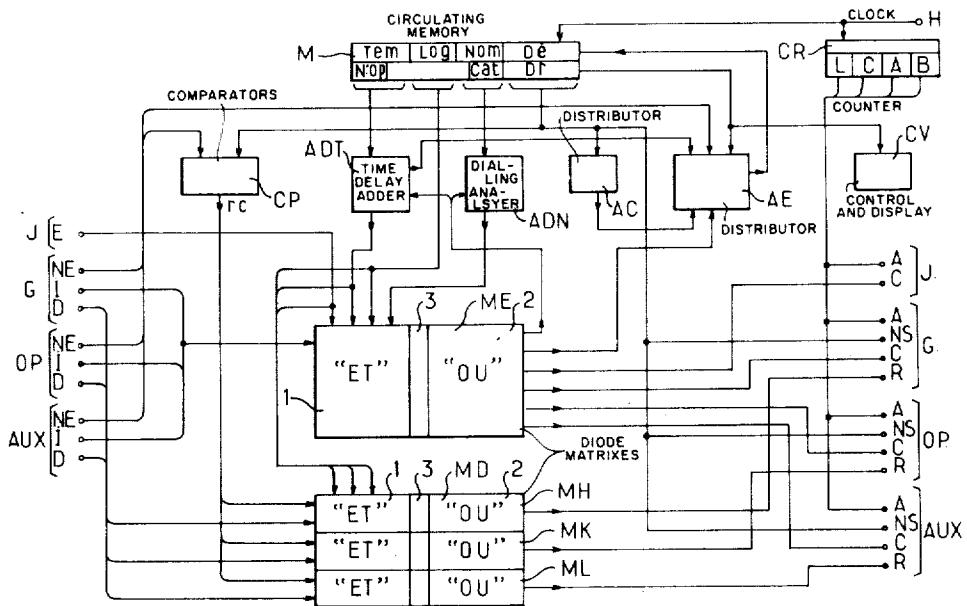 CIRCULATING
MEMORY
CLOCK
H
M
Tem Log Nom De
N:op Cat DI
CR
L C A B
COUNTER
COMPARATORS
DISTRIBUTOR
ADT
CV
TIME
DELAY
ADDER
DIAL-
LING
ANA-
LSYER
CP
rc
ADN
AC
AE
DISTRIBUTOR
CONTROL
AND DISPLAY
J E
G NE
I
D
OP NE
I
D
AUX NE
I
D
3 ME 2
"ET" "OU"
1
A
C
J.
A
NS
C
R
G.
A
NS
C
R
OP.
A
NS
C
R
AUX
DIODE
MATRIXES
1 3 MD 2
MH
"ET" "OU"
MK
"ET" "OU"
ML
"ET" "OU"